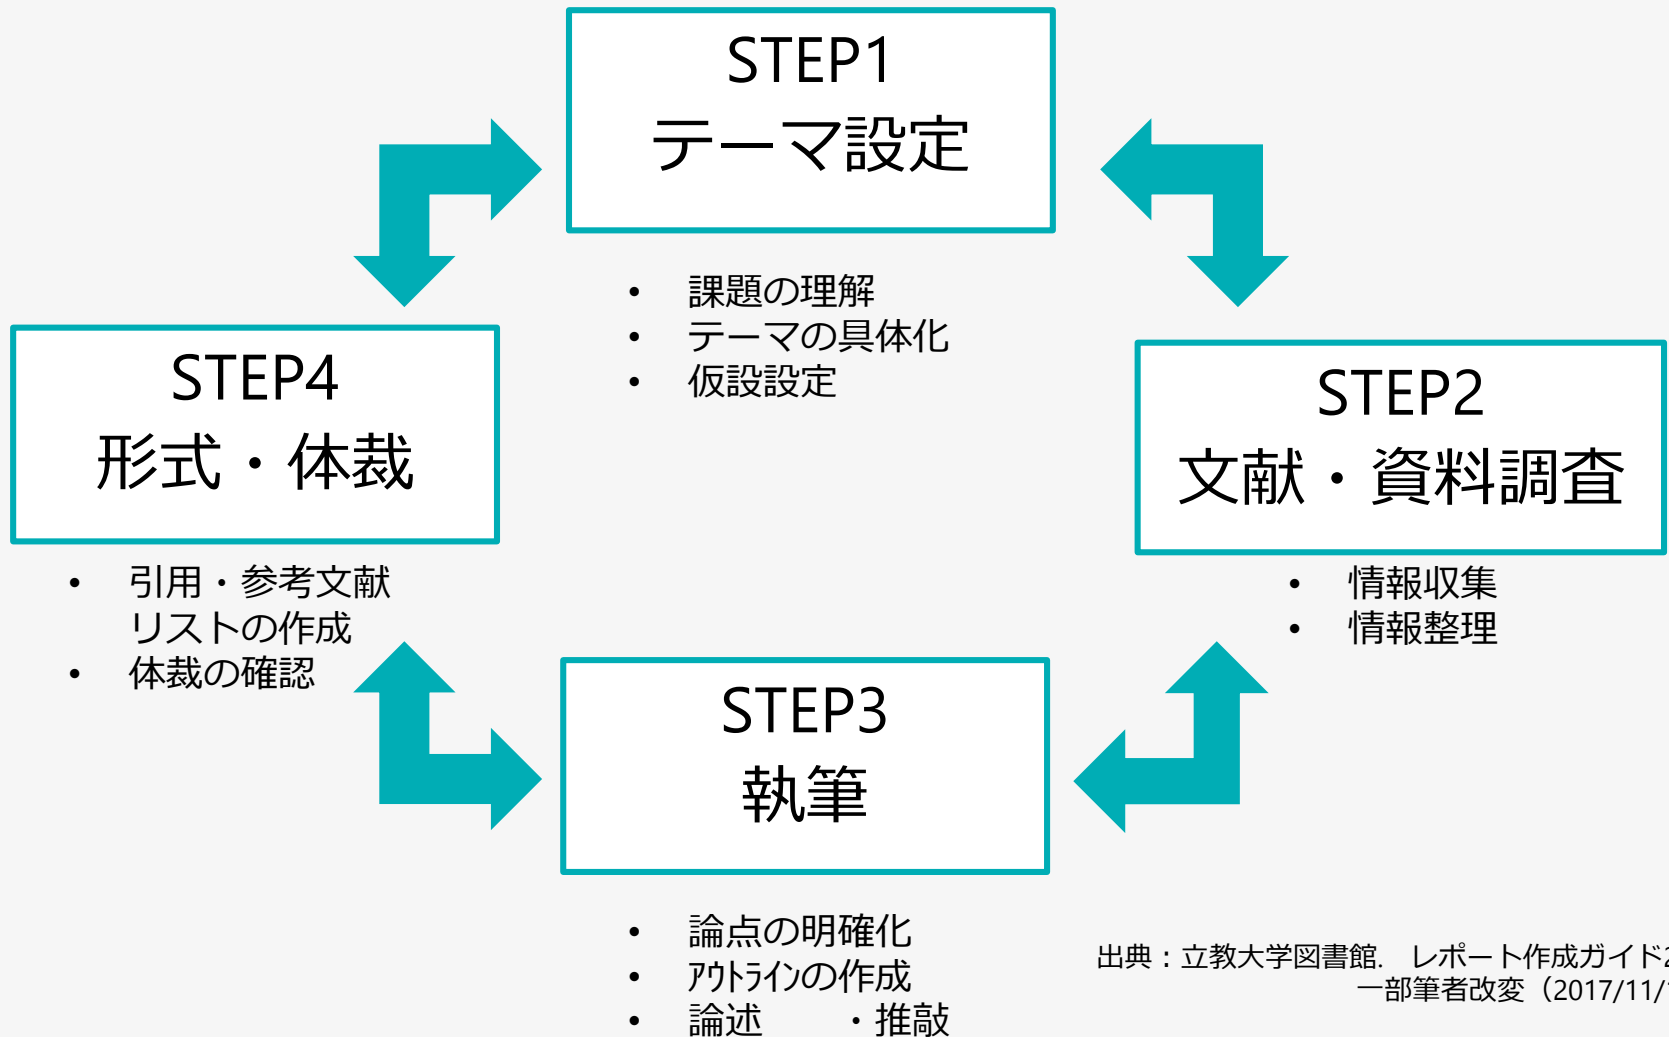 STEP1
テーマ設定
• 課題の理解
• テーマの具体化
• 仮設設定
STEP2
文献・資料調査
• 情報収集
• 情報整理
STEP3
執筆
• 論点の明確化
• ｱｳﾄﾗｲﾝの作成
• 論述　　・推敲
STEP4
形式・体裁
• 引用・参考文献
リストの作成
• 体裁の確認
出典：立教大学図書館. レポート作成ガイド2
一部筆者改変（2017/11/